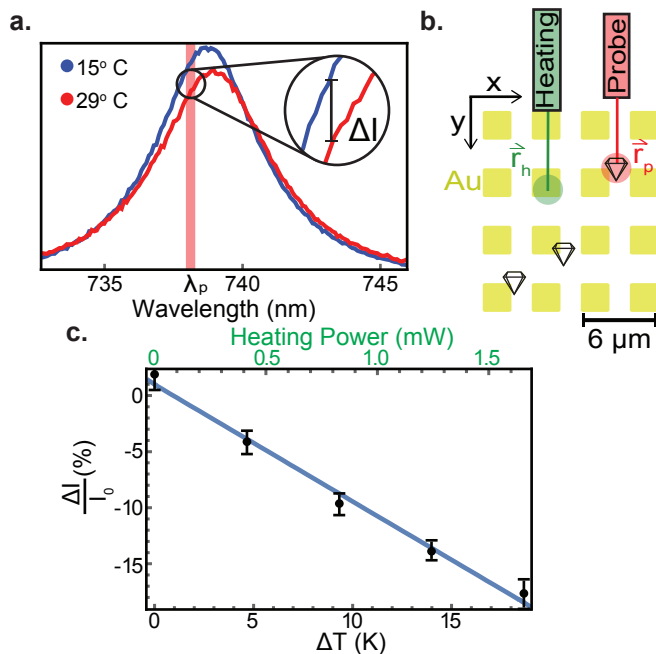 a.
15° C
29° C
ΔI
735
λp
740
745
Wavelength (nm)
b.
x
y
Heating
Probe
r⃗h
r⃗p
Au
6 μm
c.
Heating Power (mW)
0
0.5
1.0
1.5
0
-5
-10
-15
ΔI/I0 (%)
0
5
10
15
ΔT (K)